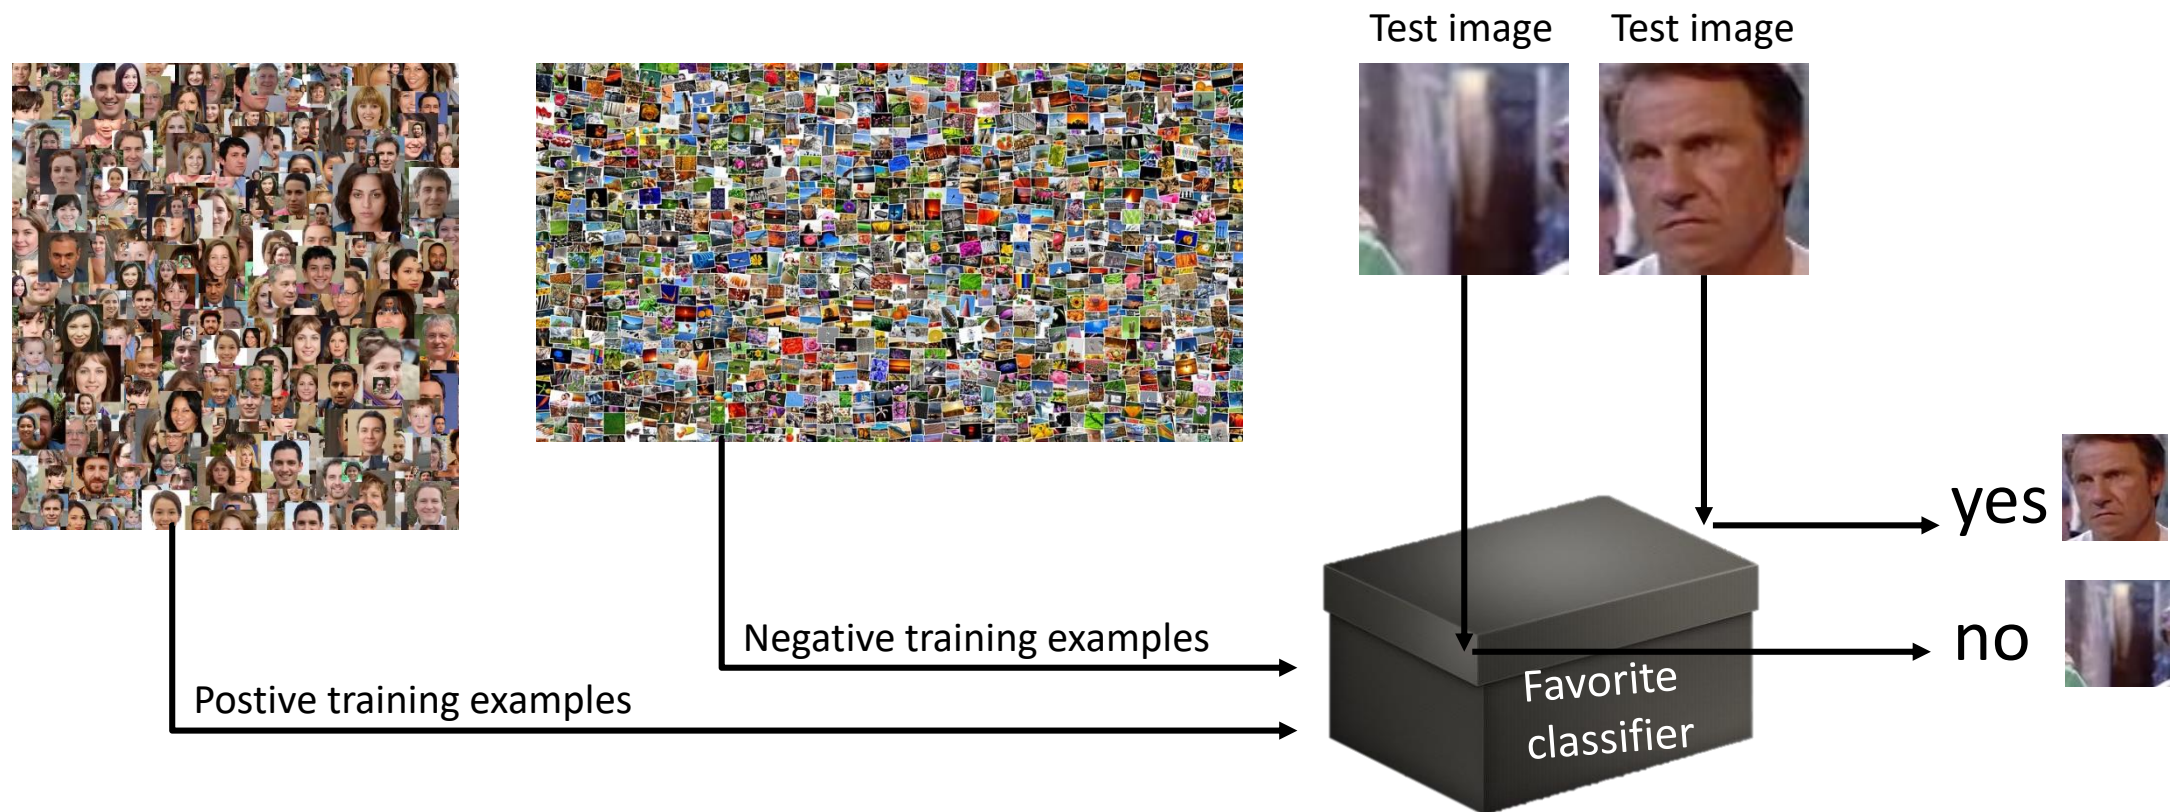 Test image
Test image
yes
no
Negative training examples
Postive training examples
Favorite
classifier